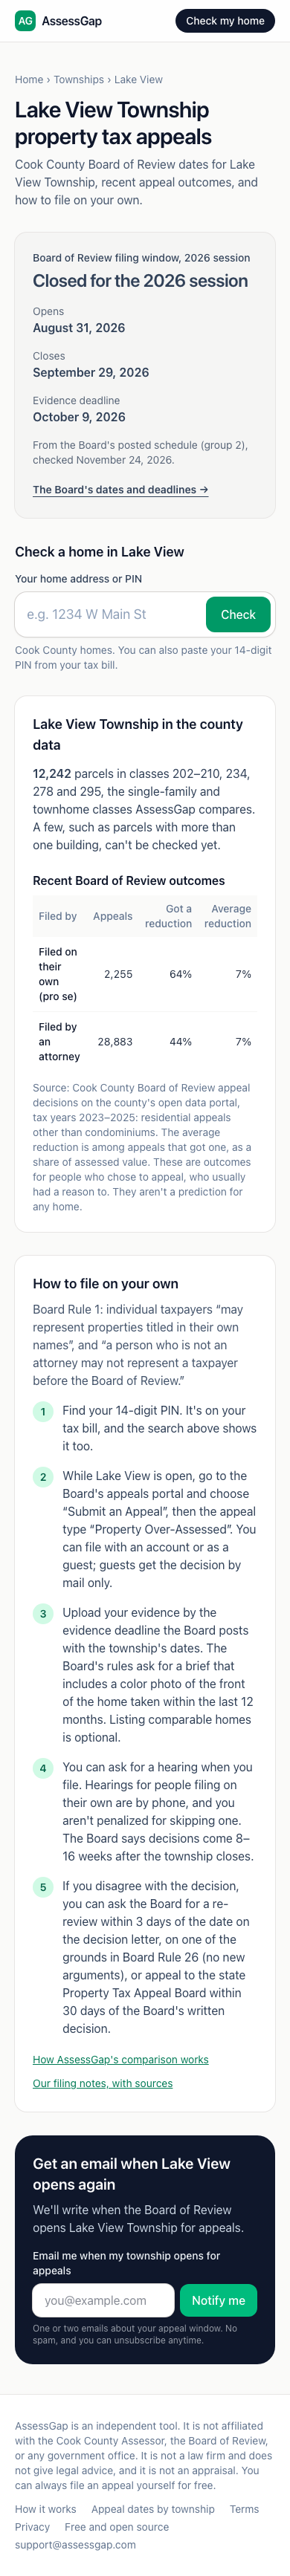 AG AssessGap
Check my home
Home › Townships › Lake View
Lake View Township
property tax appeals
Cook County Board of Review dates for Lake
View Township, recent appeal outcomes, and
how to file on your own.
Board of Review filing window, 2026 session
Closed for the 2026 session
Opens
August 31, 2026
Closes
September 29, 2026
Evidence deadline
October 9, 2026
From the Board's posted schedule (group 2),
checked November 24, 2026.
The Board's dates and deadlines →
Check a home in Lake View
Your home address or PIN
e.g. 1234 W Main St
Check
Cook County homes. You can also paste your 14-digit
PIN from your tax bill.
Lake View Township in the county
data
12,242 parcels in classes 202–210, 234,
278 and 295, the single-family and
townhome classes AssessGap compares.
A few, such as parcels with more than
one building, can't be checked yet.
Recent Board of Review outcomes
Filed by Appeals Got a reduction Average reduction
Filed on their own (pro se) 2,255 64% 7%
Filed by an attorney 28,883 44% 7%
Source: Cook County Board of Review appeal
decisions on the county's open data portal,
tax years 2023–2025: residential appeals
other than condominiums. The average
reduction is among appeals that got one, as a
share of assessed value. These are outcomes
for people who chose to appeal, who usually
had a reason to. They aren't a prediction for
any home.
How to file on your own
Board Rule 1: individual taxpayers “may
represent properties titled in their own
names”, and “a person who is not an
attorney may not represent a taxpayer
before the Board of Review.”
1 Find your 14-digit PIN. It's on your
tax bill, and the search above shows
it too.
2 While Lake View is open, go to the
Board's appeals portal and choose
“Submit an Appeal”, then the appeal
type “Property Over-Assessed”. You
can file with an account or as a
guest; guests get the decision by
mail only.
3 Upload your evidence by the
evidence deadline the Board posts
with the township's dates. The
Board's rules ask for a brief that
includes a color photo of the front
of the home taken within the last 12
months. Listing comparable homes
is optional.
4 You can ask for a hearing when you
file. Hearings for people filing on
their own are by phone, and you
aren't penalized for skipping one.
The Board says decisions come 8–
16 weeks after the township closes.
5 If you disagree with the decision,
you can ask the Board for a re-
review within 3 days of the date on
the decision letter, on one of the
grounds in Board Rule 26 (no new
arguments), or appeal to the state
Property Tax Appeal Board within
30 days of the Board's written
decision.
How AssessGap's comparison works
Our filing notes, with sources
Get an email when Lake View
opens again
We'll write when the Board of Review
opens Lake View Township for appeals.
Email me when my township opens for
appeals
you@example.com
Notify me
One or two emails about your appeal window. No
spam, and you can unsubscribe anytime.
AssessGap is an independent tool. It is not affiliated
with the Cook County Assessor, the Board of Review,
or any government office. It is not a law firm and does
not give legal advice, and it is not an appraisal. You
can always file an appeal yourself for free.
How it works Appeal dates by township Terms
Privacy Free and open source
support@assessgap.com